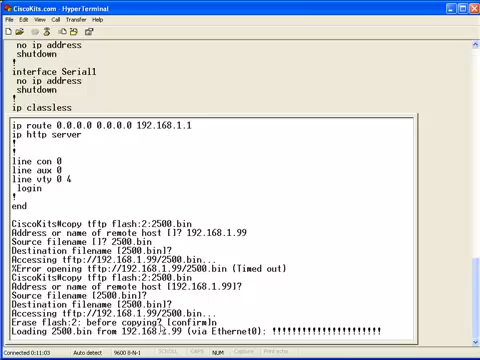 CiscoKits.com - HyperTerminal
File Edit View Call Transfer Help
no ip address
shutdown
!
interface Serial1
no ip address
shutdown
!
ip classless
ip route 0.0.0.0 0.0.0.0 192.168.1.1
ip http server
!
!
line con 0
line aux 0
line vty 0 4
login
!
end
CiscoKits#copy tftp flash:2:2500.bin
Address or name of remote host []? 192.168.1.99
Source filename []? 2500.bin
Destination filename [2500.bin]?
Accessing tftp://192.168.1.99/2500.bin...
%Error opening tftp://192.168.1.99/2500.bin (Timed out)
CiscoKits#copy tftp flash:2:2500.bin
Address or name of remote host [192.168.1.99]?
Source filename [2500.bin]?
Destination filename [2500.bin]?
Accessing tftp://192.168.1.99/2500.bin...
Erase flash:2: before copying? [confirm]n
Loading 2500.bin from 192.168.1.99 (via Ethernet0): !!!!!!!!!!!!!!!!!!!!!!
Connected 0:11:03 Auto detect 9600 8-N-1 SCROLL CAPS NUM Capture Print echo